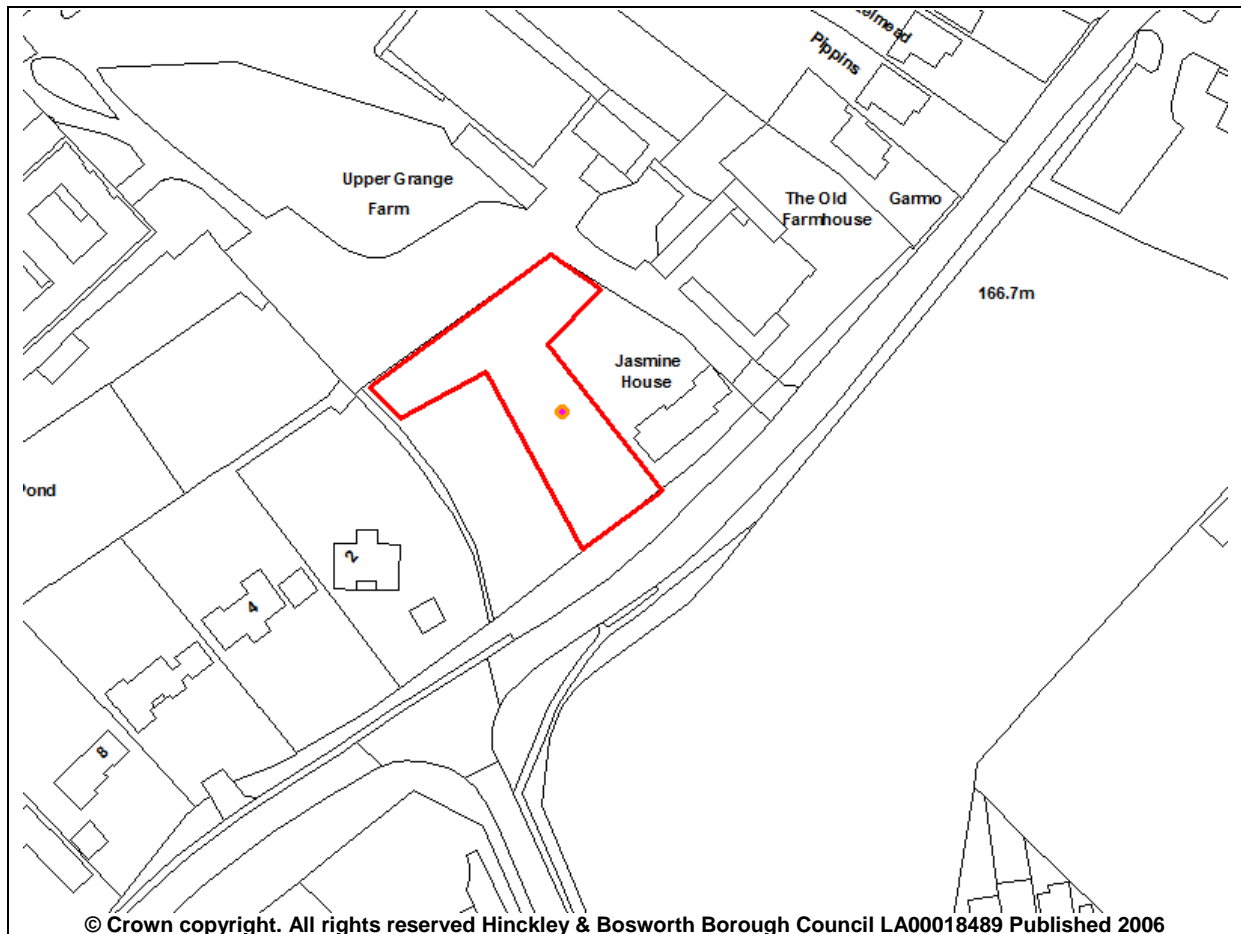 Pippins
Upper Grange
Farm
The Old
Farmhouse
Garmo
166.7m
Jasmine
House
Pond
2
4
8
© Crown copyright. All rights reserved Hinckley & Bosworth Borough Council LA00018489 Published 2006